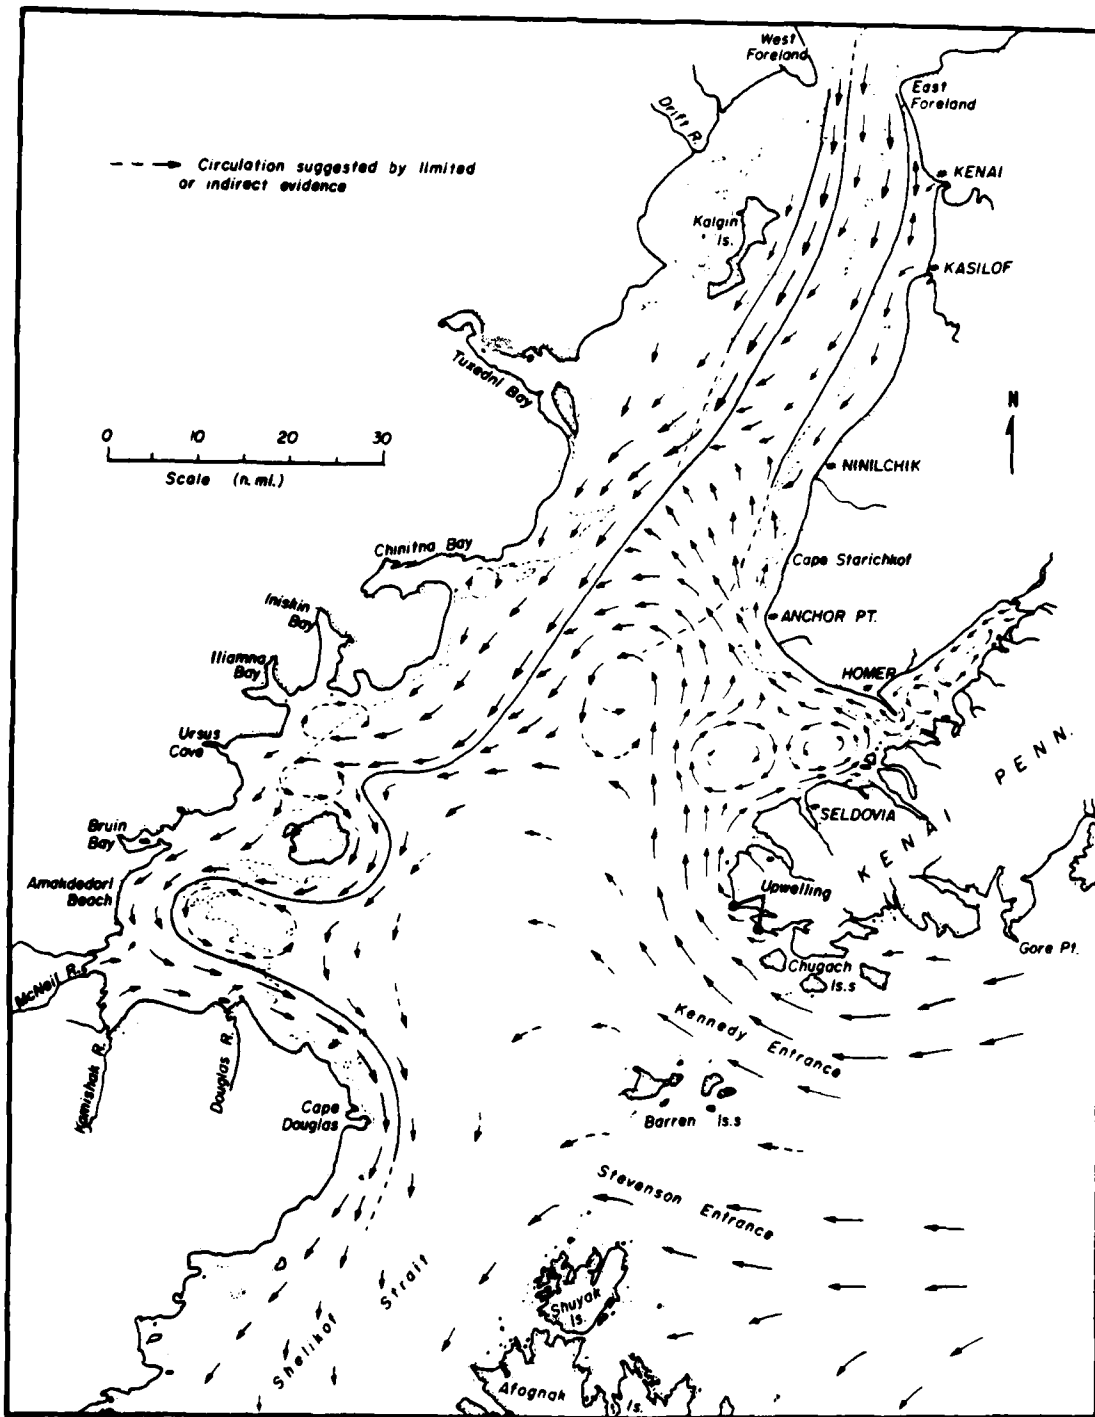 West
Foreland
East
Foreland
Drift R.
- - → Circulation suggested by limited
or indirect evidence
KENAI
Kalgin
Is.
KASILOF
Tuxedni Bay
N
0 10 20 30
Scale (n. mi.)
NINILCHIK
Chinitna Bay
Cape Starichkof
Iniskin
Bay
ANCHOR PT.
Iliamna
Bay
HOMER
Ursus
Cove
KENAI PENN.
SELDOVIA
Bruin
Bay
Amakdedori
Beach
Upwelling
Gore Pt.
McNeil R.
Chugach
Is.s
Kennedy Entrance
Kamishak R.
Douglas R.
Cape
Douglas
Barren Is.s
Stevenson Entrance
Shelikof Strait
Shuyak
Is.
Afognak Is.